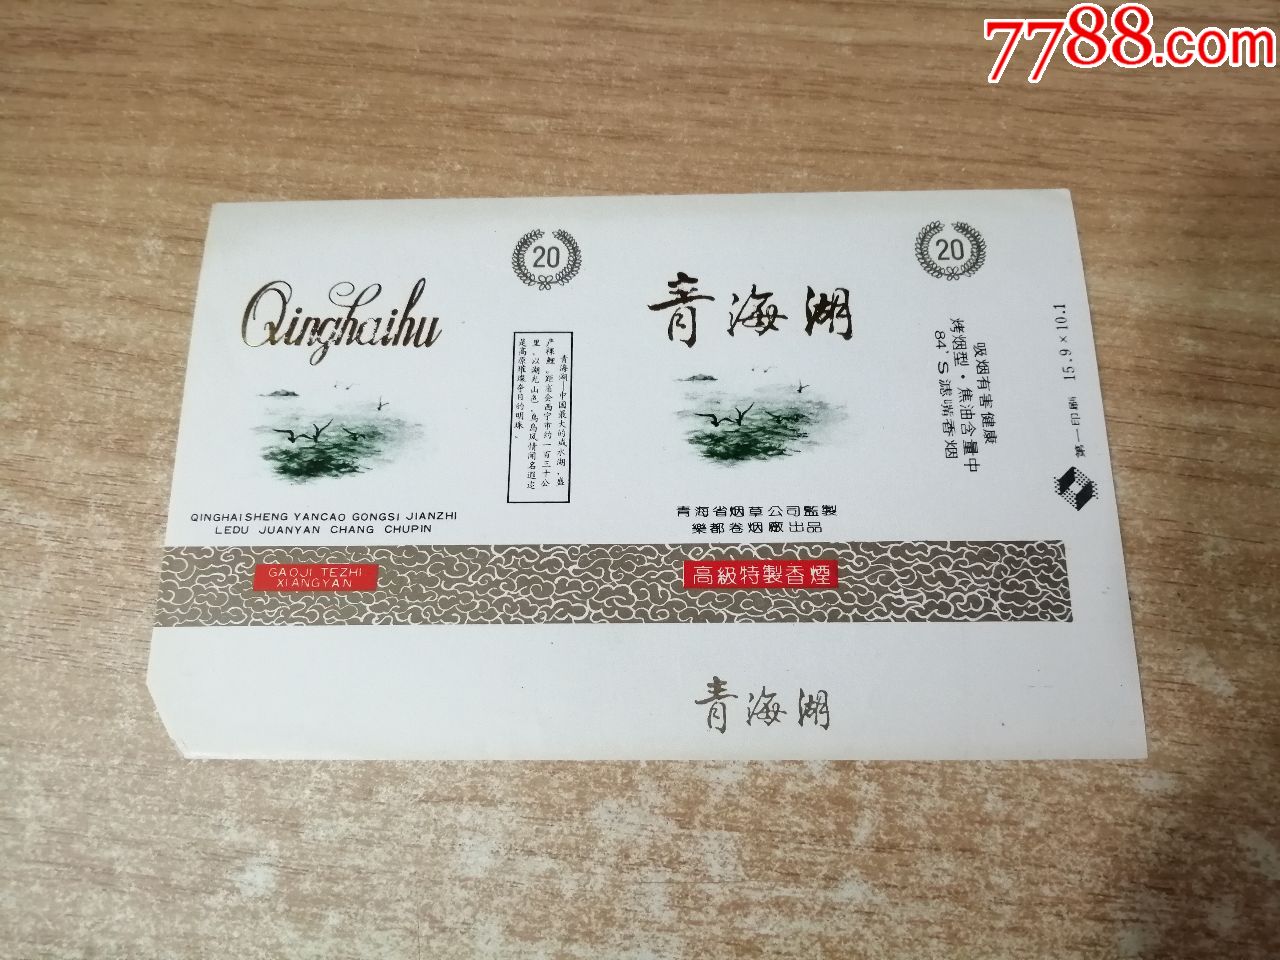 7788.com
20
Qinghaihu
QINGHAISHENG YANCAO GONGSI JIANZHI
LEDU JUANYAN CHANG CHUPIN
GAOJI TEZHI
XIANGYAN
青海湖—中国最大的咸水湖，盛
产裸鲤。距省会西宁市约一百三十公
里。以湖光山色，鸟岛风情闻名遐迩
是高原璀璨夺目的明珠。
青海湖
青海省烟草公司監製
樂都卷烟廠出品
高級特製香煙
20
吸烟有害健康
烤烟型·焦油含量中
84'S滤嘴香烟
15.9×10.1
青海湖